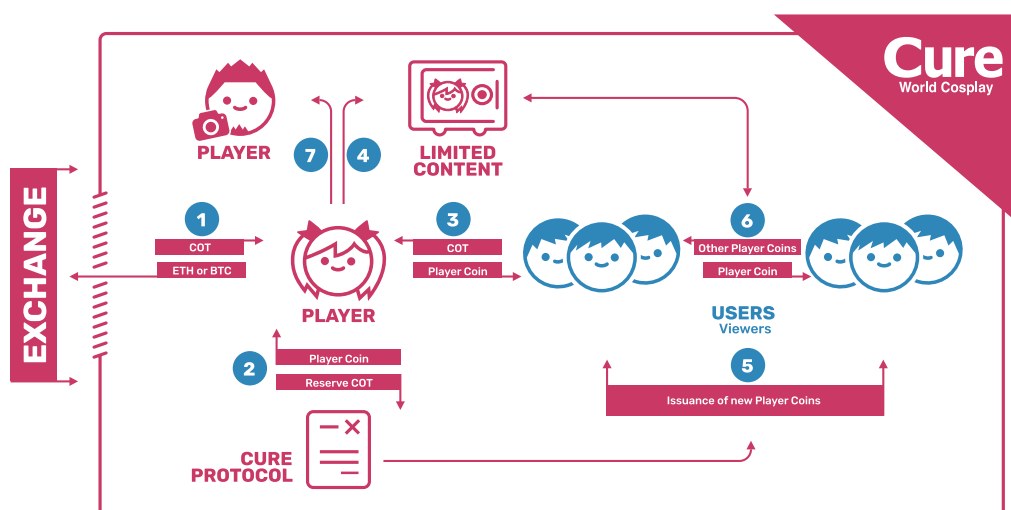 Cure
World Cosplay
PLAYER
7
4
LIMITED
CONTENT
EXCHANGE
1
COT
ETH or BTC
PLAYER
3
COT
Player Coin
6
Other Player Coins
Player Coin
USERS
Viewers
2
Player Coin
Reserve COT
5
Issuance of new Player Coins
CURE
PROTOCOL